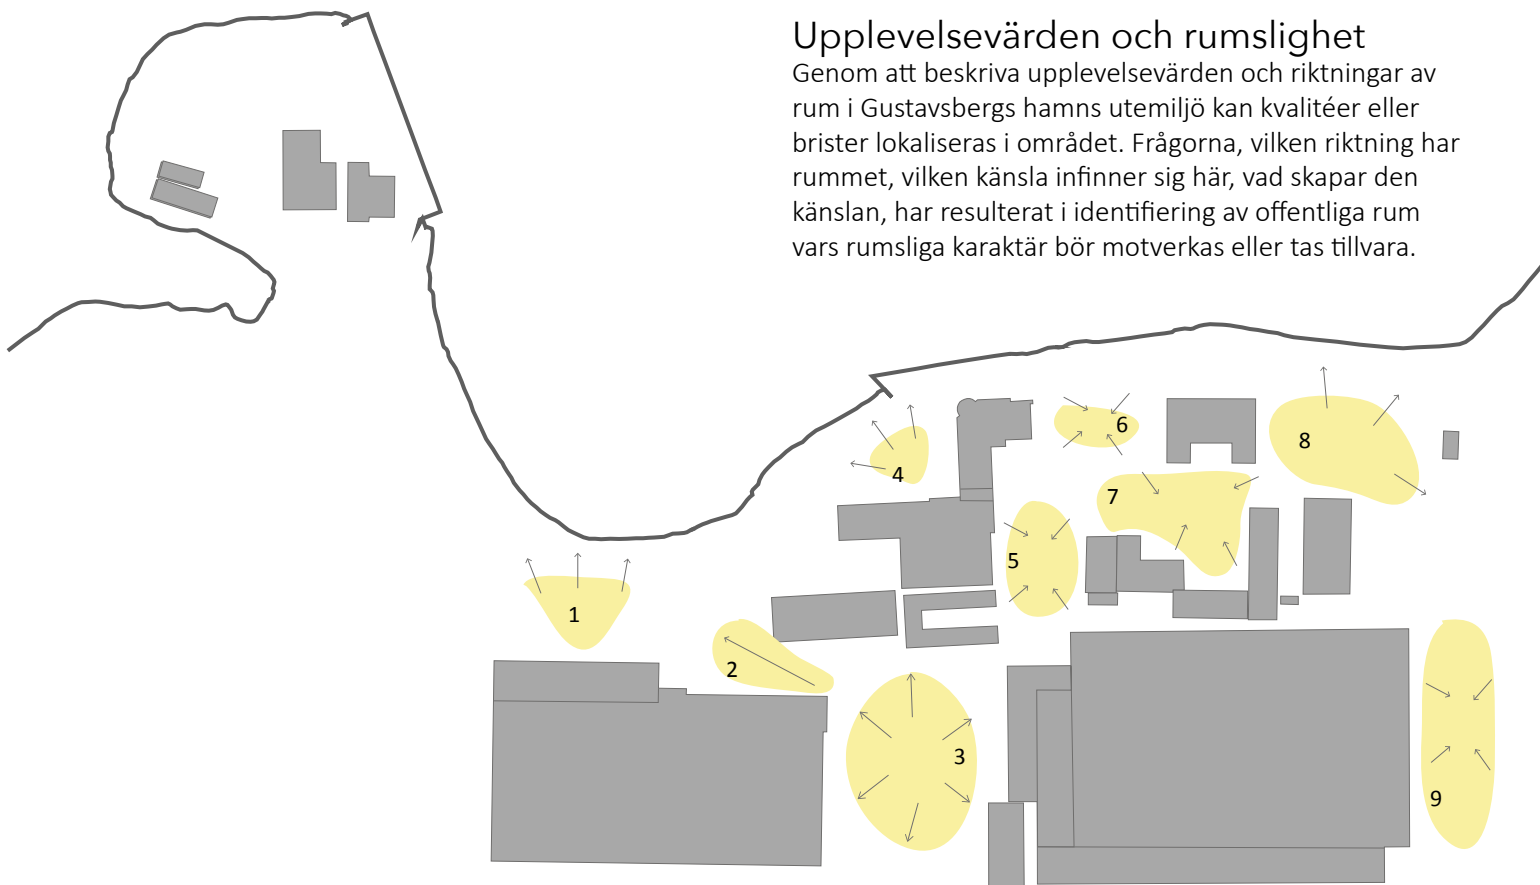 Upplevelsevärden och rumslighet
Genom att beskriva upplevelsevärden och riktningar av
rum i Gustavsbergs hamns utemiljö kan kvalitéer eller
brister lokaliseras i området. Frågorna, vilken riktning har
rummet, vilken känsla infinner sig här, vad skapar den
känslan, har resulterat i identifiering av offentliga rum
vars rumsliga karaktär bör motverkas eller tas tillvara.
6
8
4
7
5
1
2
3
9